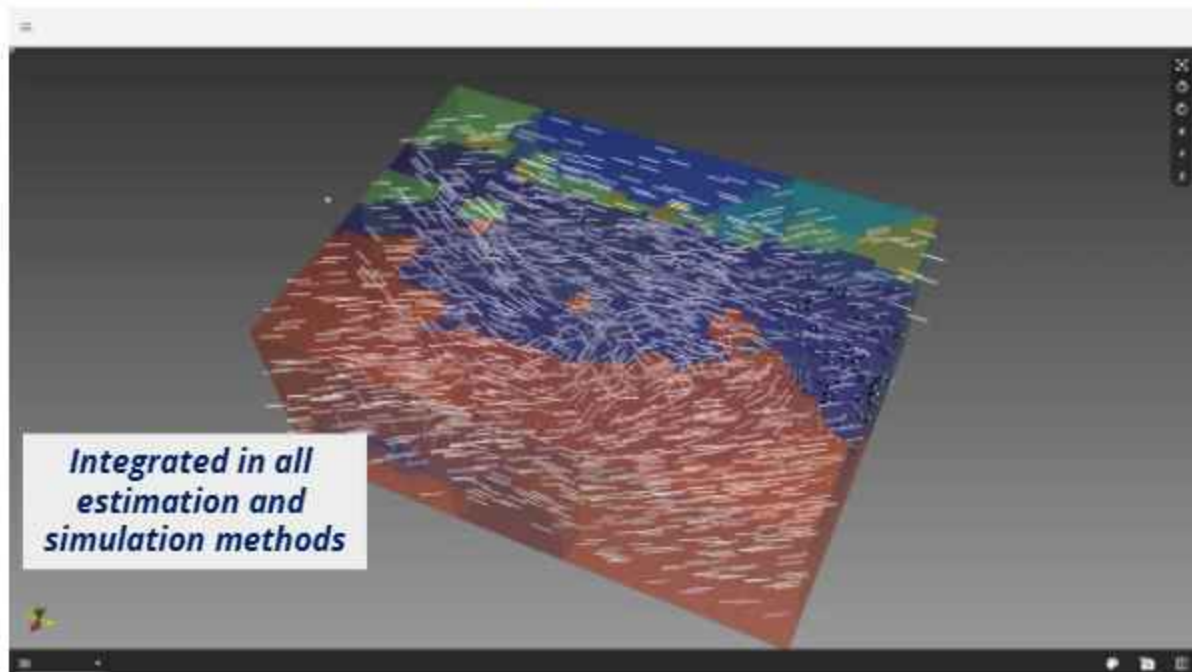 Integrated in all
estimation and
simulation methods